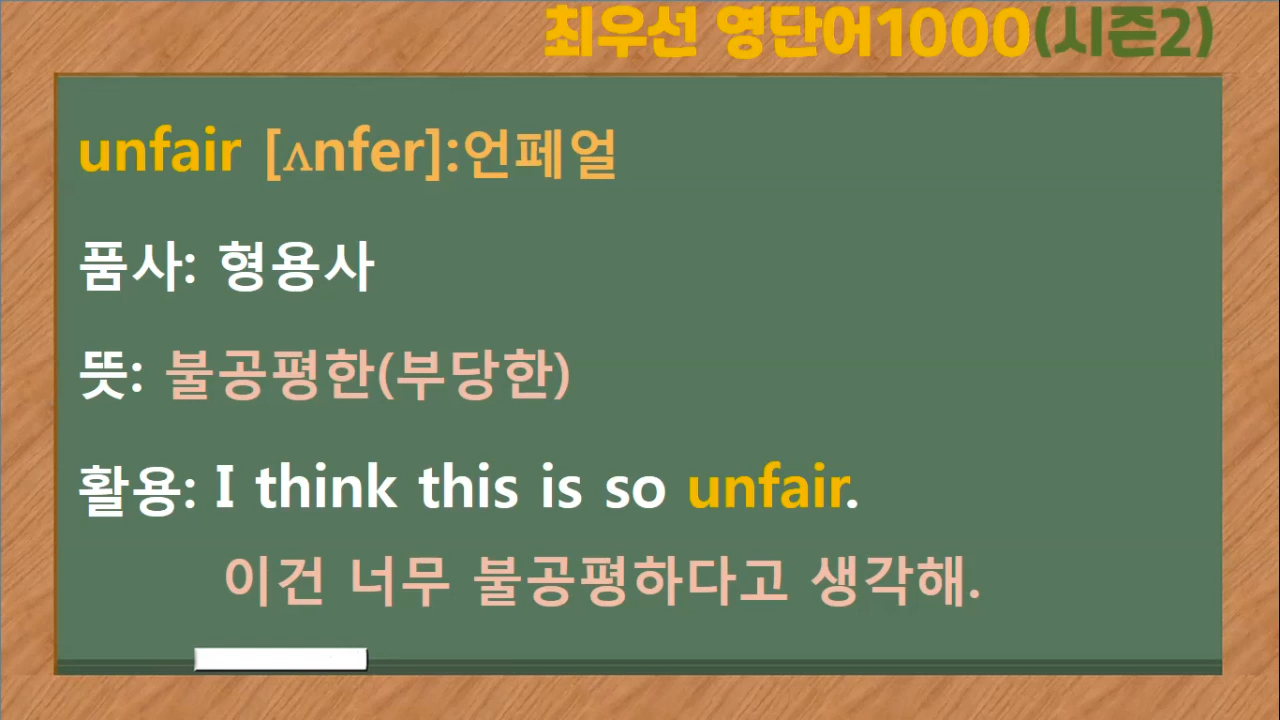 최우선 영단어1000(시즌2)
unfair [ʌnfer]:언페얼
품사: 형용사
뜻: 불공평한(부당한)
활용: I think this is so unfair.
이건 너무 불공평하다고 생각해.